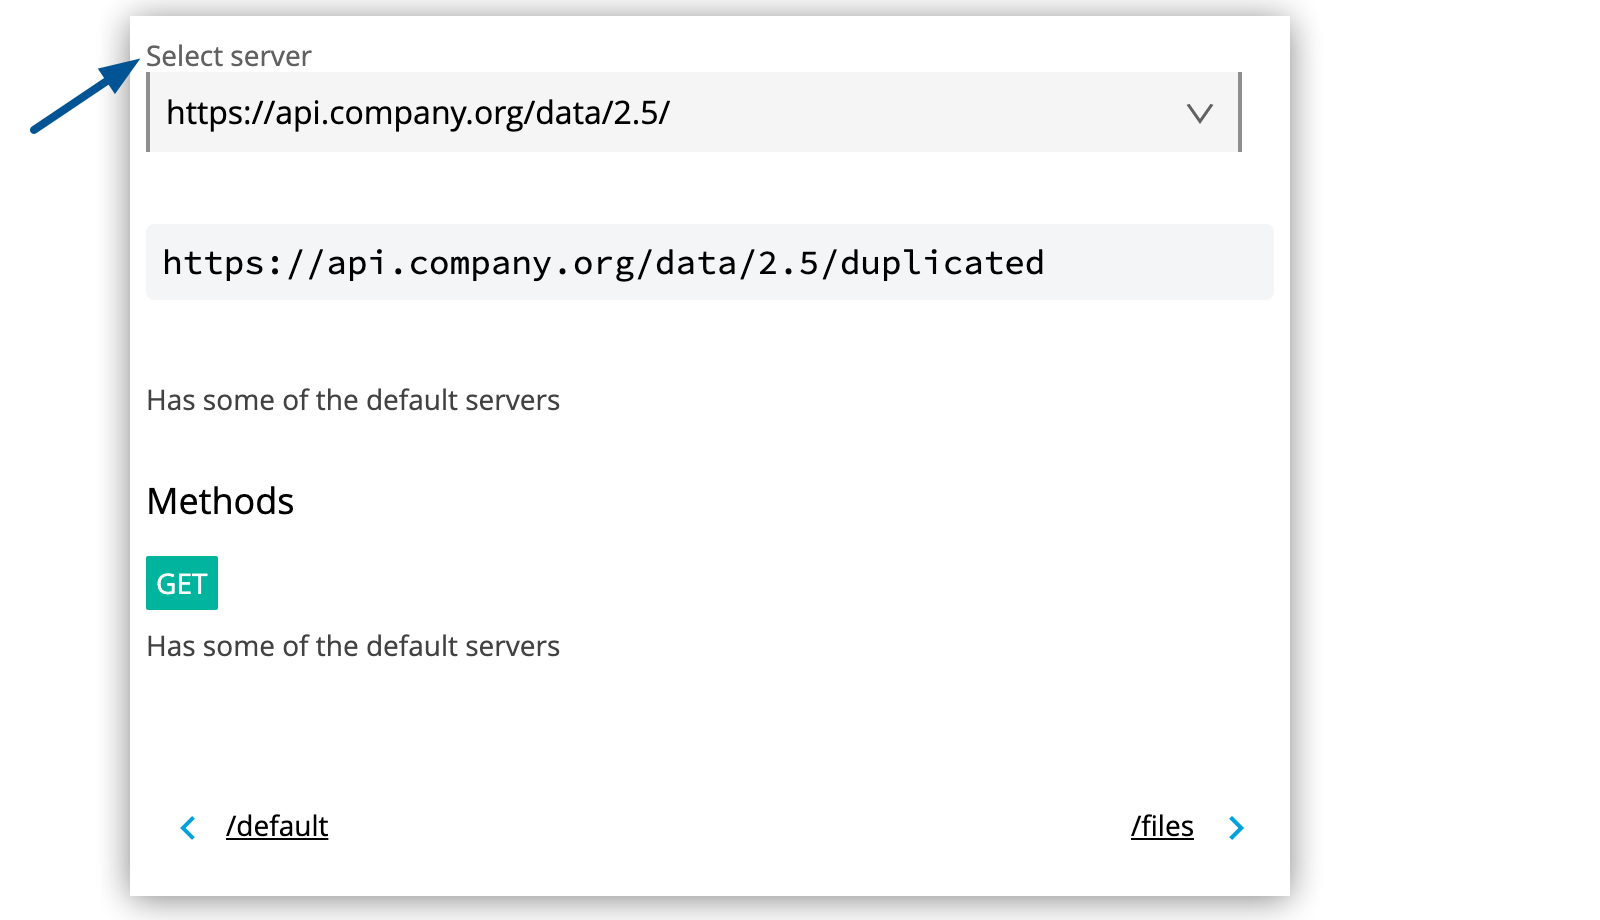 Select server
https://api.company.org/data/2.5/
https://api.company.org/data/2.5/duplicated
Has some of the default servers
Methods
GET
Has some of the default servers
/default
/files